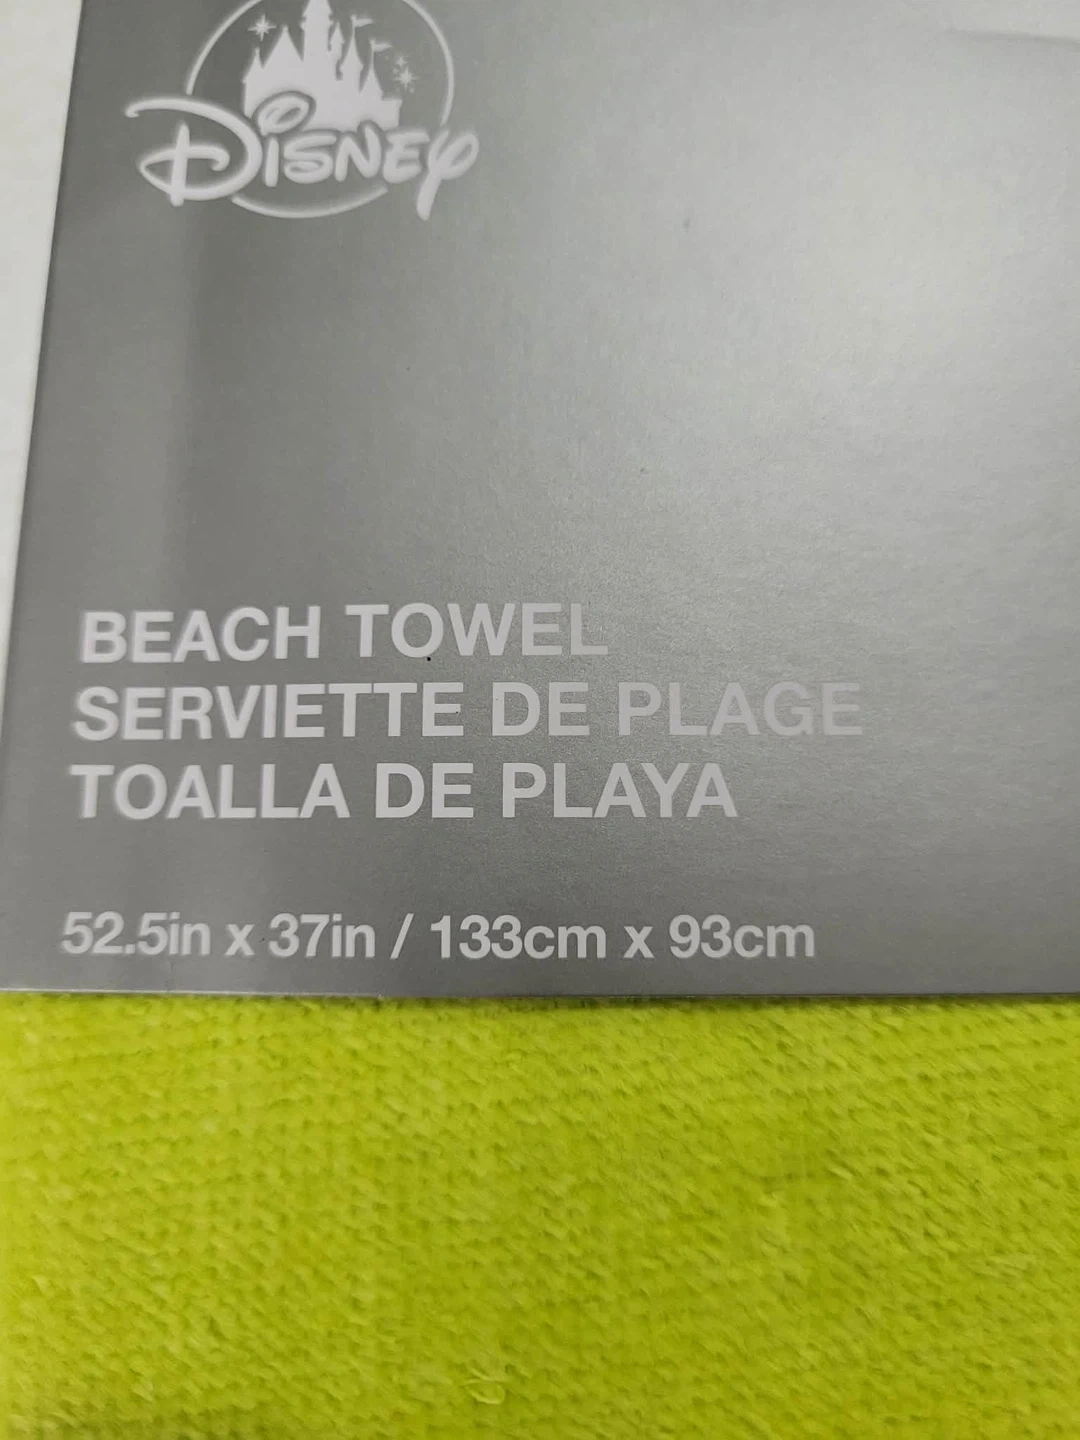 Disney
BEACH TOWEL
SERVIETTE DE PLAGE
TOALLA DE PLAYA
52.5in x 37in / 133cm x 93cm